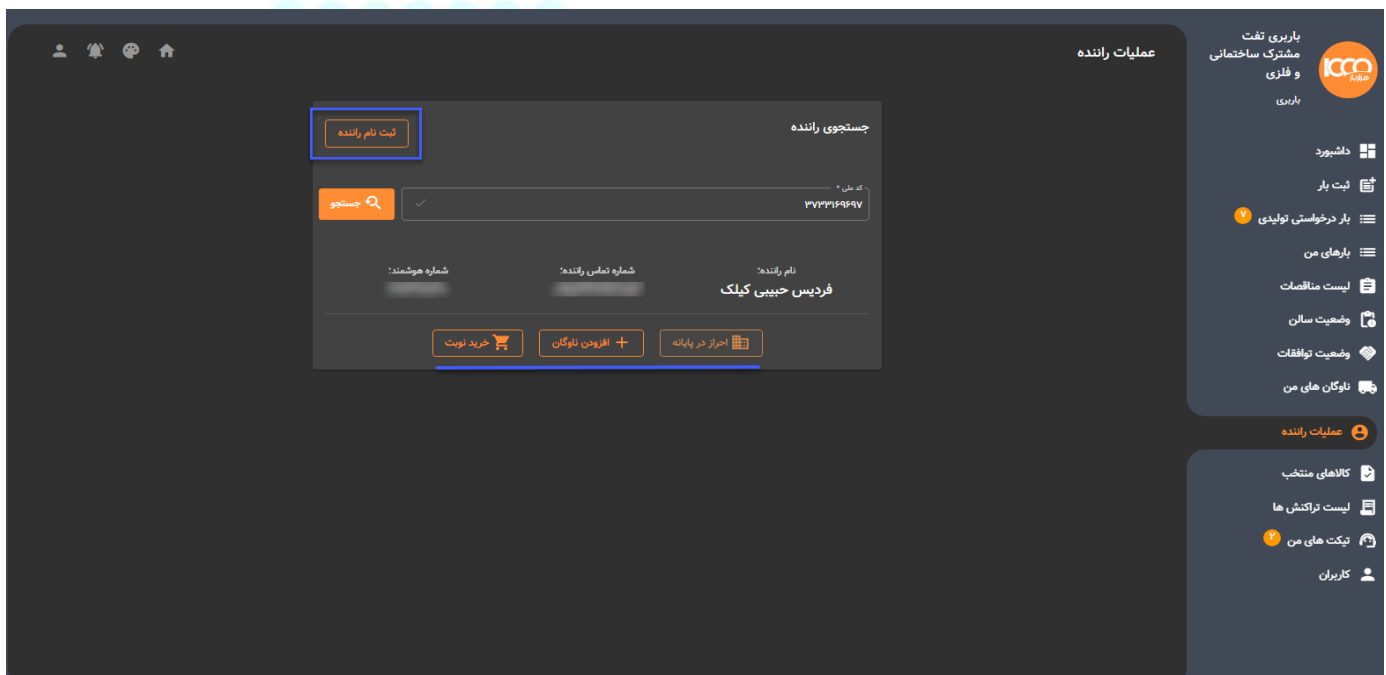 باربری تفت
مشترک ساختمانی
و فلزی
باربری
هزاربار
داشبورد
ثبت بار
بار درخواستی تولیدی ۷
بارهای من
لیست مناقصات
وضعیت سالن
وضعیت توافقات
ناوگان های من
عملیات راننده
کالاهای منتخب
لیست تراکنش ها
تیکت های من ۲
کاربران
عملیات راننده
جستجوی راننده
ثبت نام راننده
کد ملی *
۳۷۳۳۱۶۹۶۹۷
جستجو
نام راننده: شماره تماس راننده: شماره هوشمند:
فردیس حبیبی کیلک
احراز در پایانه
افزودن ناوگان
خرید نوبت